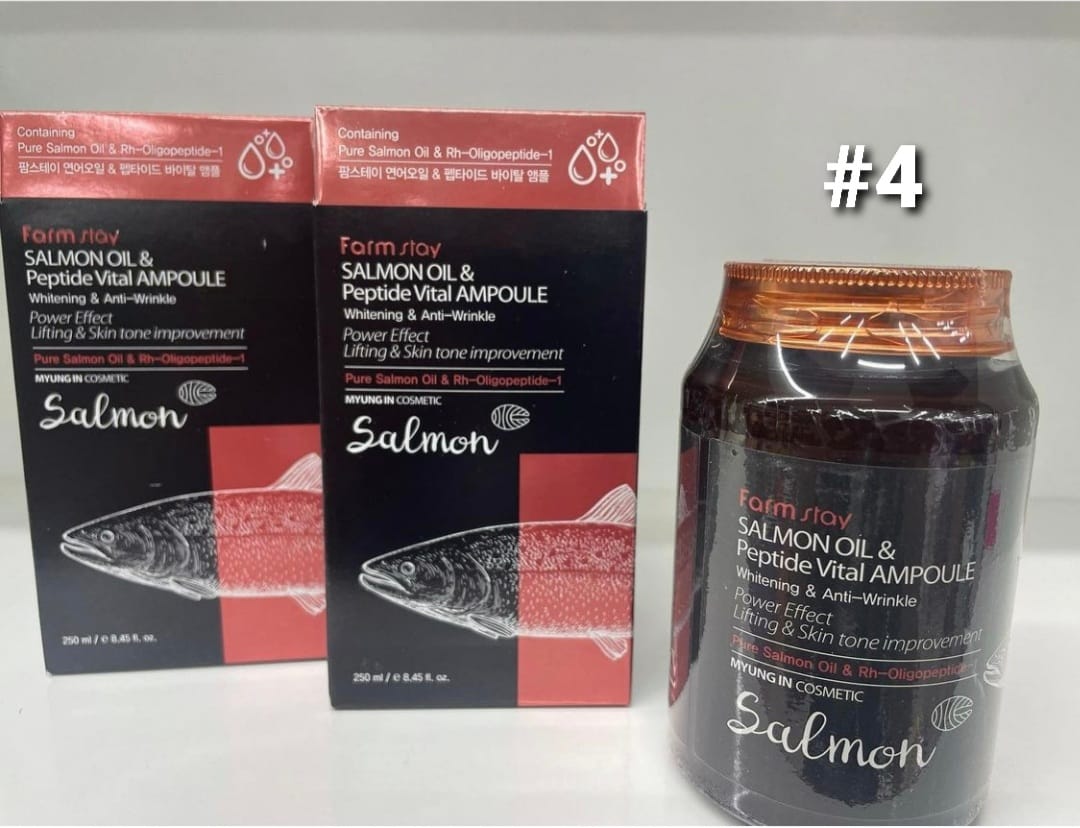 Containing
Pure Salmon Oil & Rh-Oligopeptide-1
팜스테이 연어오일 & 펩타이드 바이탈 앰플
Farm stay
SALMON OIL &
Peptide Vital AMPOULE
Whitening & Anti-Wrinkle
Power Effect
Lifting & Skin tone improvement
Pure Salmon Oil & Rh-Oligopeptide-1
MYUNG IN COSMETIC
Salmon
250 ml / e 8.45 fl. oz.
Containing
Pure Salmon Oil & Rh-Oligopeptide-1
팜스테이 연어오일 & 펩타이드 바이탈 앰플
Farm stay
SALMON OIL &
Peptide Vital AMPOULE
Whitening & Anti-Wrinkle
Power Effect
Lifting & Skin tone improvement
Pure Salmon Oil & Rh-Oligopeptide-1
MYUNG IN COSMETIC
Salmon
250 ml / e 8.45 fl. oz.
#4
Farm stay
SALMON OIL &
Peptide Vital AMPOULE
Whitening & Anti-Wrinkle
Power Effect
Lifting & Skin tone improvement
Pure Salmon Oil & Rh-Oligopeptide-1
MYUNG IN COSMETIC
Salmon